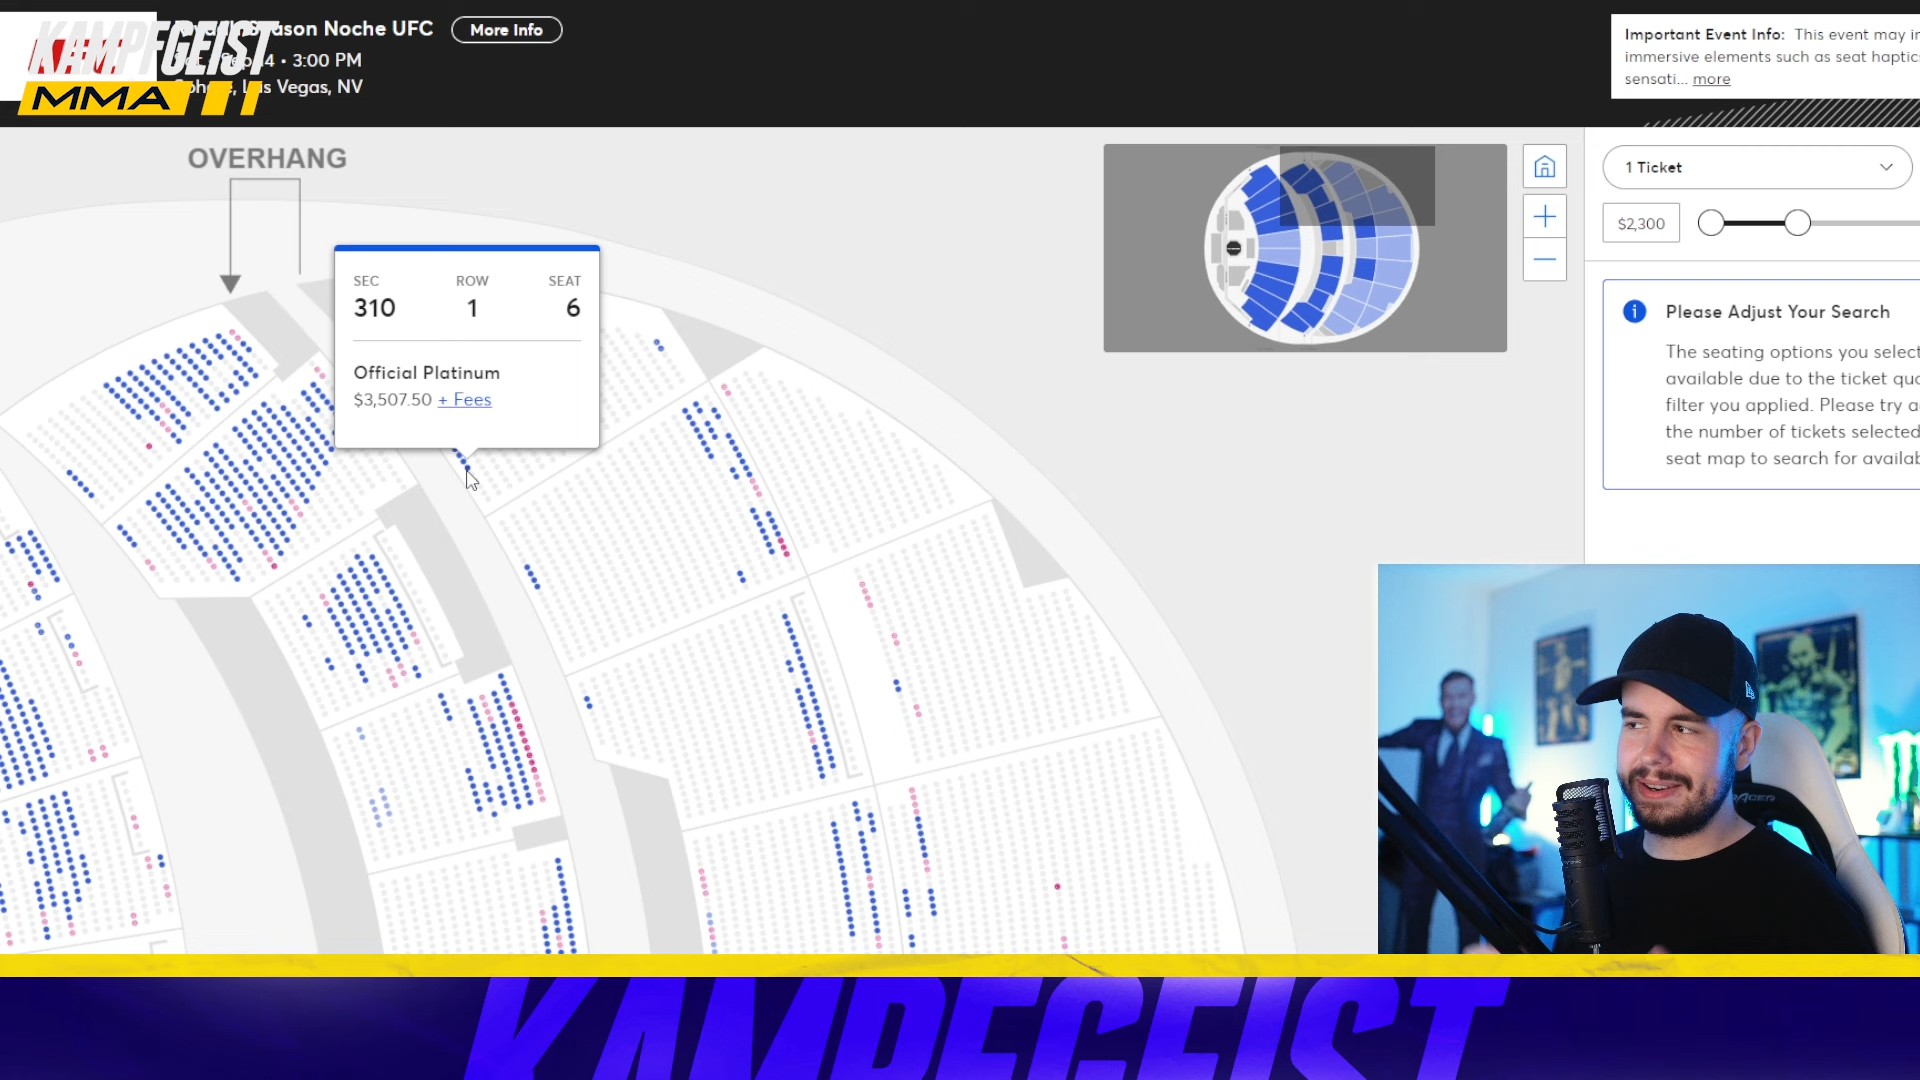 KAMPFGEIST
MMA
ason Noche UFC
More Info
4 • 3:00 PM
s Vegas, NV
Important Event Info: This event may in
immersive elements such as seat haptic
sensati... more
OVERHANG
1 Ticket
$2,300
SEC ROW SEAT
310 1 6
Official Platinum
$3,507.50 + Fees
Please Adjust Your Search
The seating options you select
available due to the ticket quo
filter you applied. Please try a
the number of tickets selected
seat map to search for availab
KAMPFGEIST